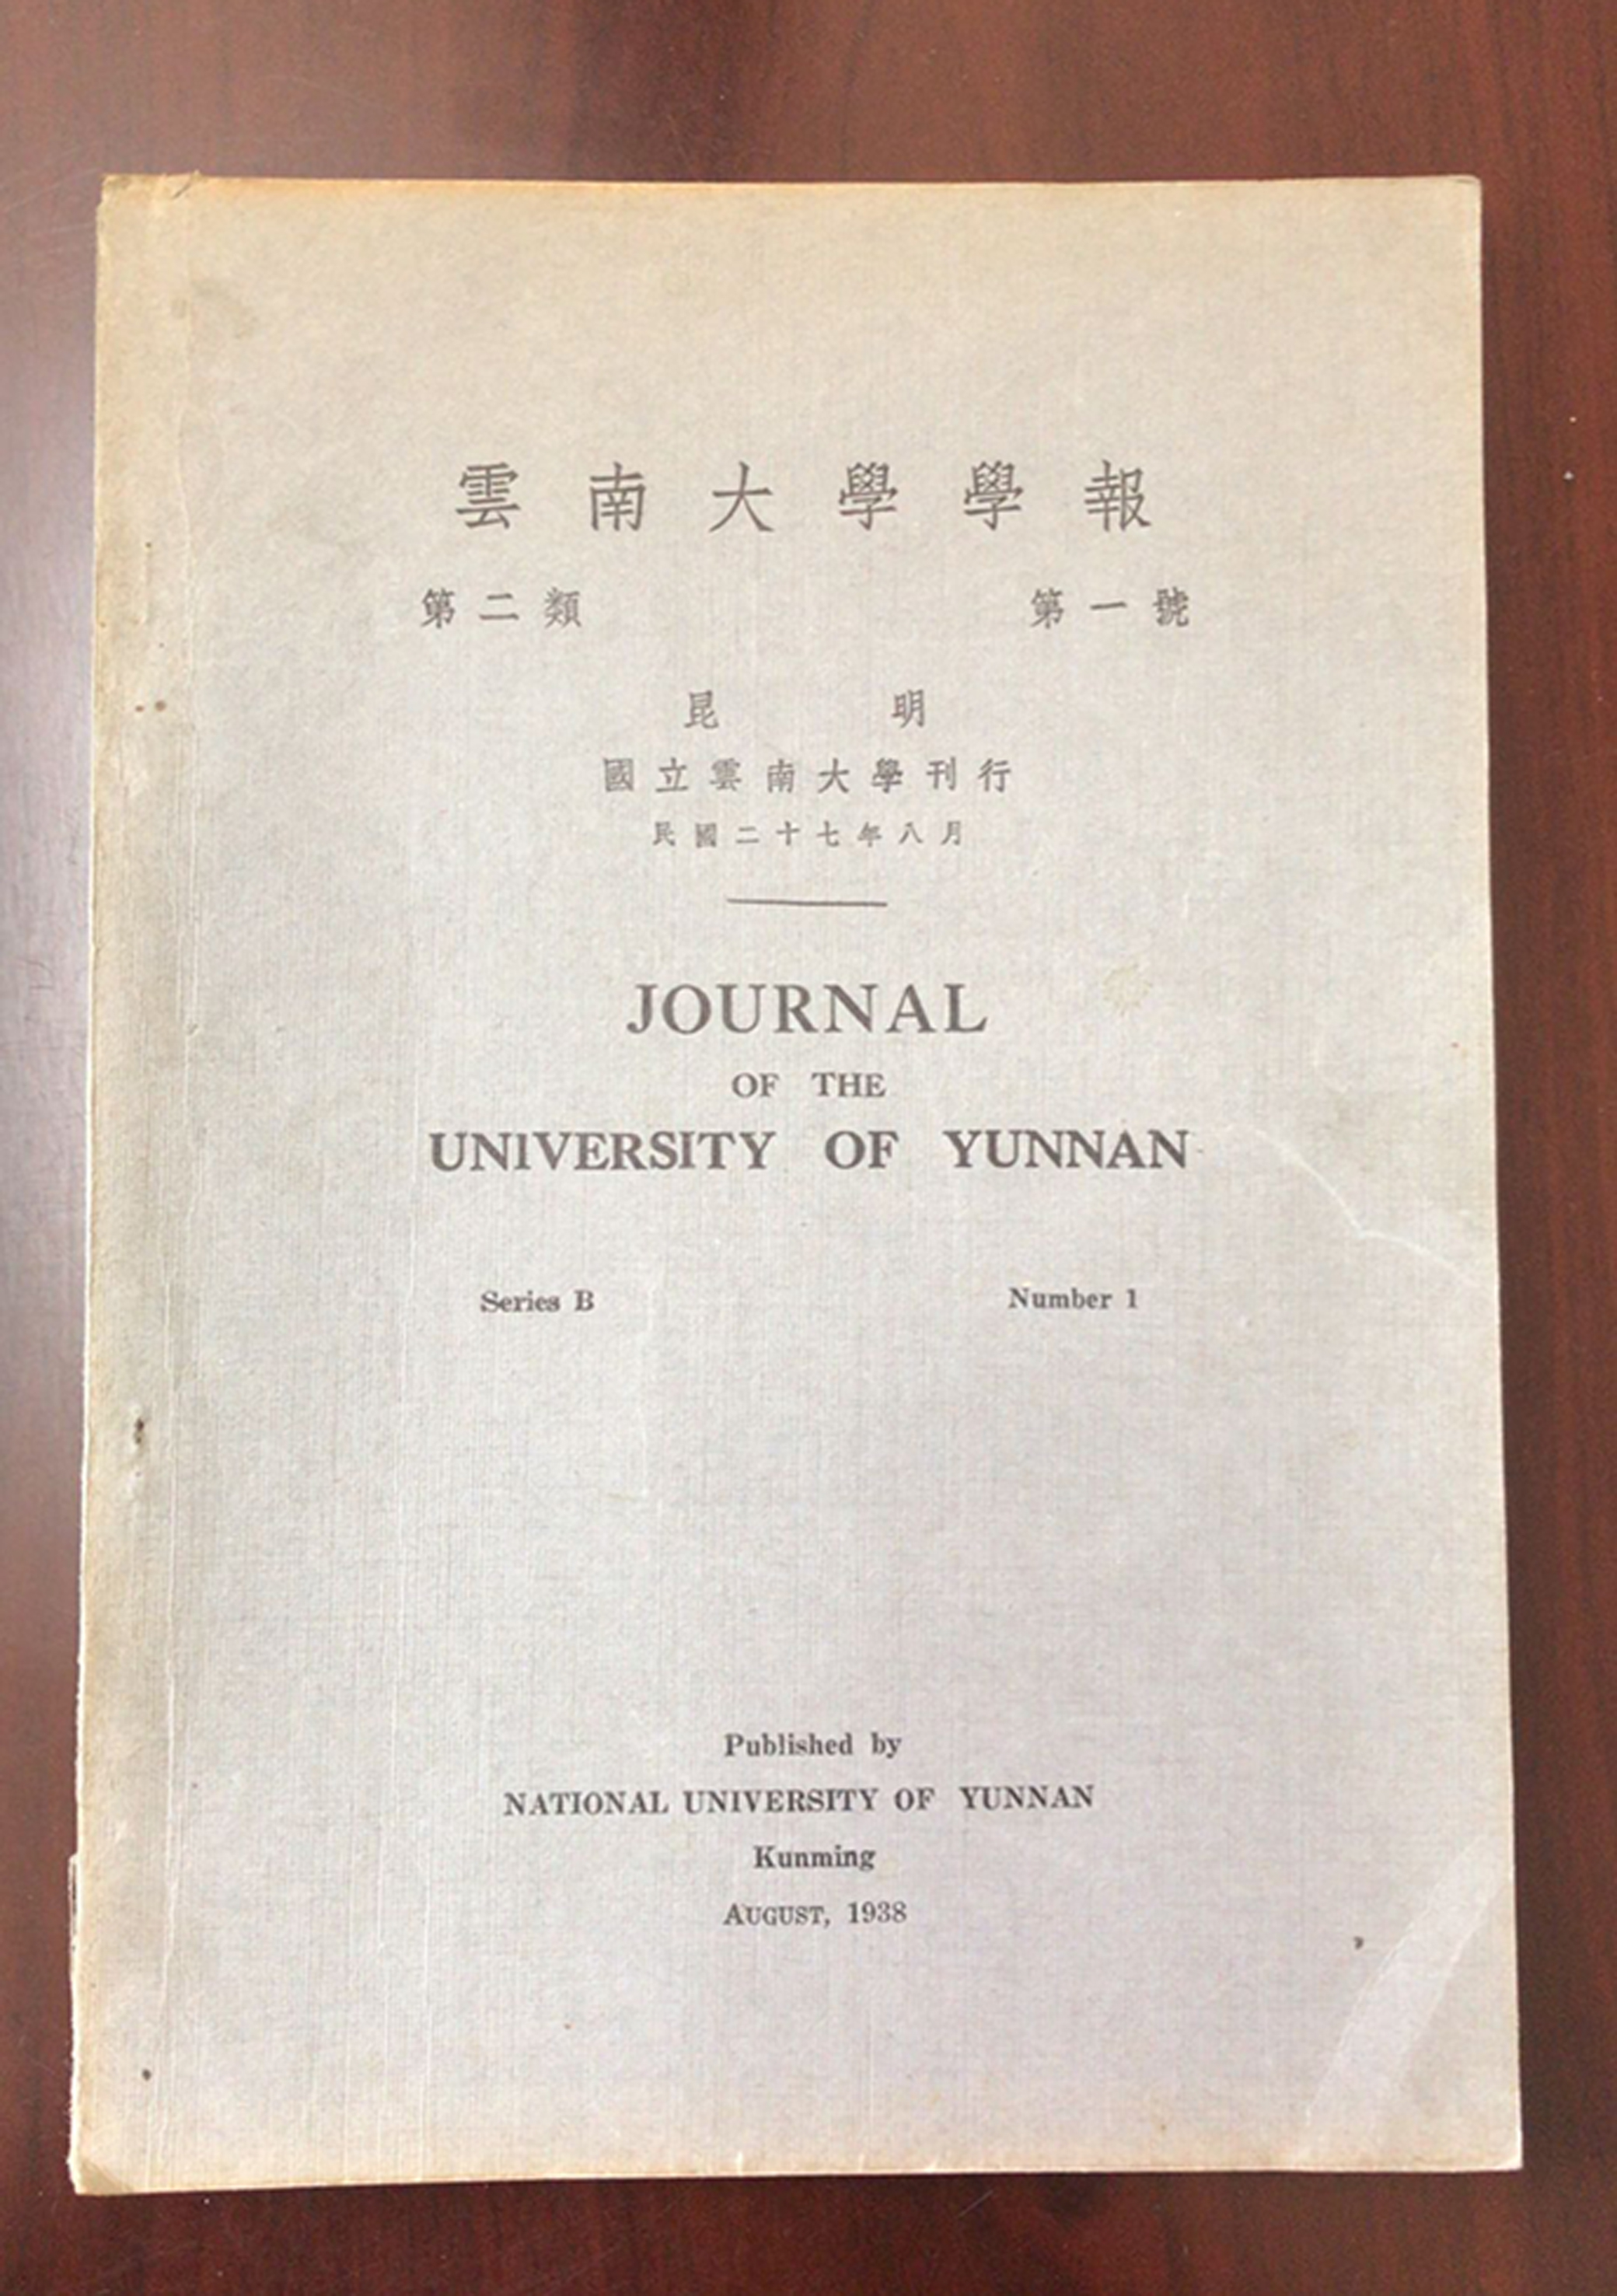 雲南大學學報
第二類 第一號
昆明
國立雲南大學刊行
民國二十七年八月
JOURNAL
OF THE
UNIVERSITY OF YUNNAN
Series B Number 1
Published by
NATIONAL UNIVERSITY OF YUNNAN
Kunming
AUGUST, 1938